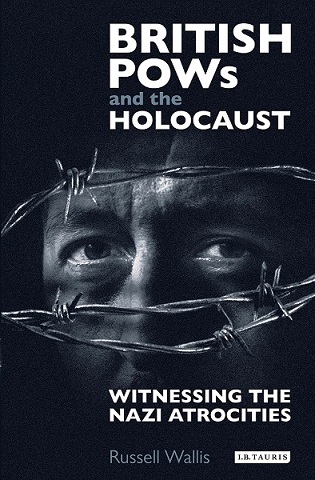 BRITISH
POWs
and the
HOLOCAUST
WITNESSING THE
NAZI ATROCITIES
Russell Wallis
I.B.TAURIS